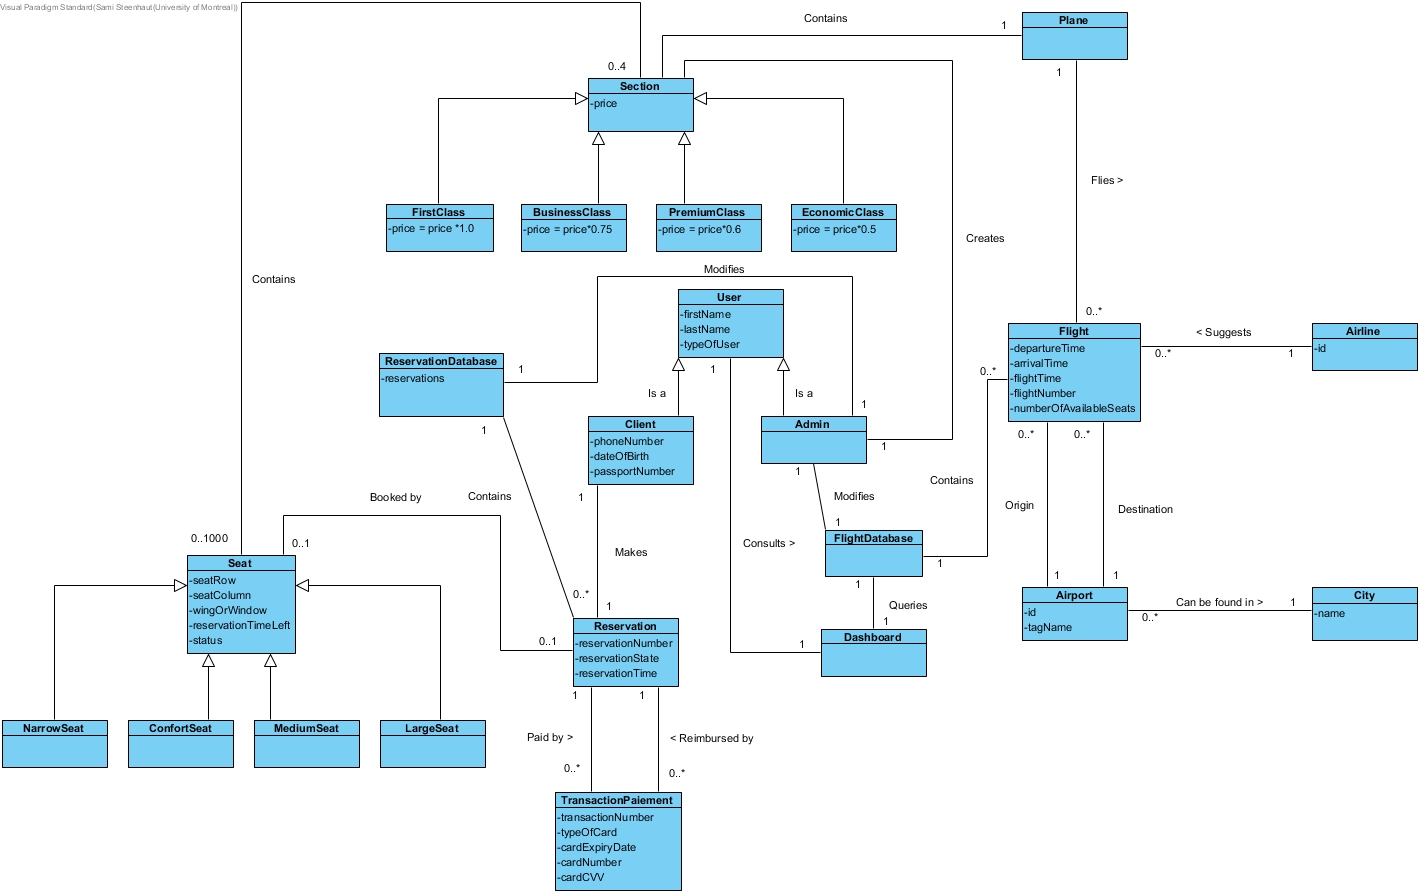 Visual Paradigm Standard(Sami Steenhaut(University of Montreal))
Contains
1
Plane
0..4
1
Section
-price
Flies >
FirstClass
-price = price *1.0
BusinessClass
-price = price*0.75
PremiumClass
-price = price*0.6
EconomicClass
-price = price*0.5
Creates
Contains
Modifies
User
-firstName
-lastName
-typeOfUser
0..*
Flight
-departureTime
-arrivalTime
-flightTime
-flightNumber
-numberOfAvailableSeats
< Suggests
0..*
1
Airline
-id
ReservationDatabase
-reservations
1
1
0..*
Is a
Is a
1
Client
-phoneNumber
-dateOfBirth
-passportNumber
Admin
1
1
0..*
0..*
1
1
Booked by
Contains
Modifies
Contains
Origin
Destination
0..1000
0..1
1
FlightDatabase
1
Consults >
Makes
Seat
-seatRow
-seatColumn
-wingOrWindow
-reservationTimeLeft
-status
1
1
1
Airport
-id
-tagName
Can be found in >
0..*
1
City
-name
0..*
1
Queries
1
Dashboard
1
Reservation
-reservationNumber
-reservationState
-reservationTime
0..1
1
1
NarrowSeat
ConfortSeat
MediumSeat
LargeSeat
Paid by >
< Reimbursed by
0..*
0..*
TransactionPaiement
-transactionNumber
-typeOfCard
-cardExpiryDate
-cardNumber
-cardCVV